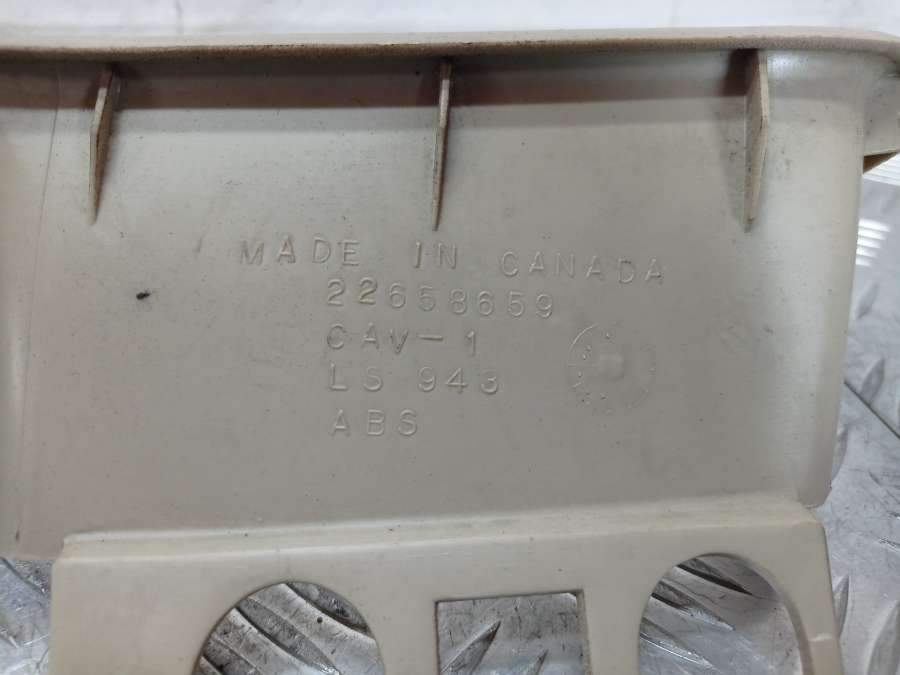 MADE IN CANADA
22658659
CAV-1
LS 943
ABS